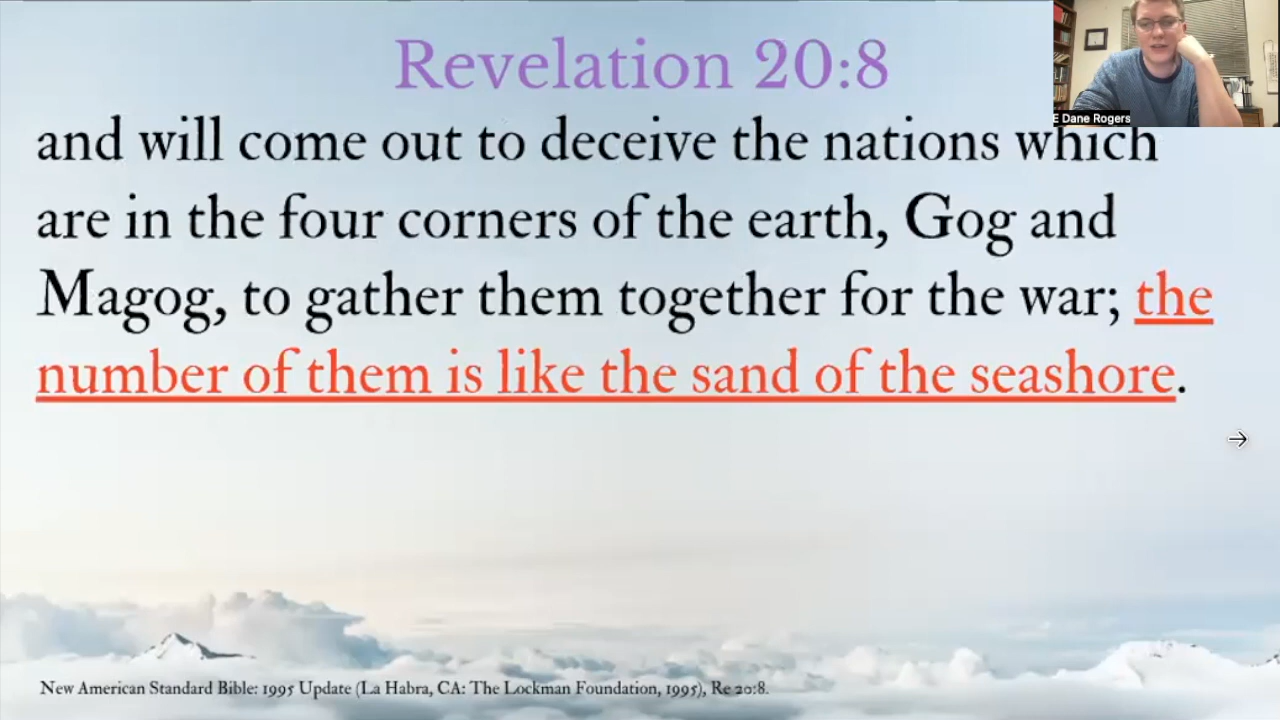 Revelation 20:8
E Dane Rogers
and will come out to deceive the nations which
are in the four corners of the earth, Gog and
Magog, to gather them together for the war; the
number of them is like the sand of the seashore.
New American Standard Bible: 1995 Update (La Habra, CA: The Lockman Foundation, 1995), Re 20:8.